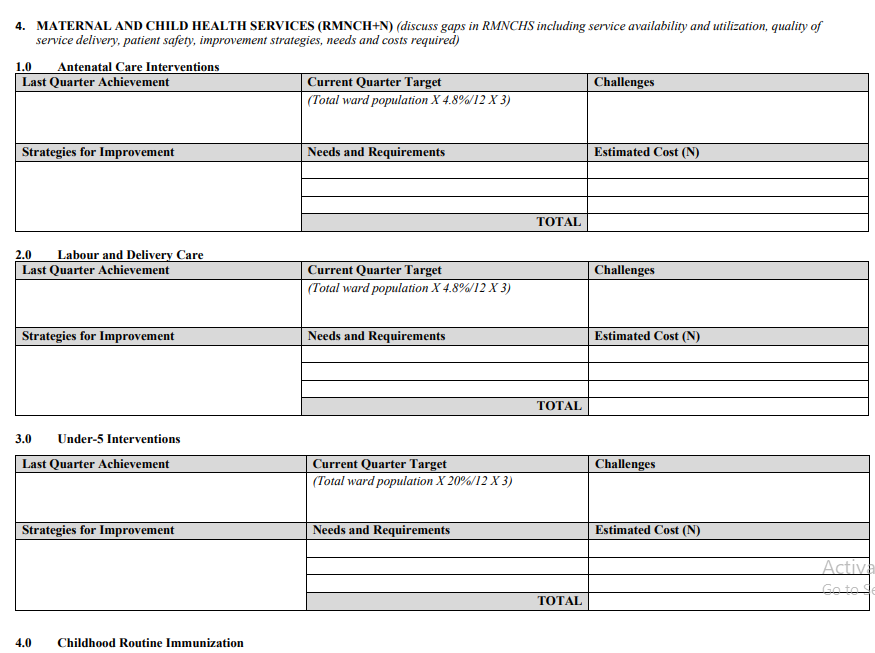 4. MATERNAL AND CHILD HEALTH SERVICES (RMNCH+N) (discuss gaps in RMNCHS including service availability and utilization, quality of
service delivery, patient safety, improvement strategies, needs and costs required)
1.0 Antenatal Care Interventions
Last Quarter Achievement Current Quarter Target Challenges
(Total ward population X 4.8%/12 X 3)
Strategies for Improvement Needs and Requirements Estimated Cost (N)
TOTAL
2.0 Labour and Delivery Care
Last Quarter Achievement Current Quarter Target Challenges
(Total ward population X 4.8%/12 X 3)
Strategies for Improvement Needs and Requirements Estimated Cost (N)
TOTAL
3.0 Under-5 Interventions
Last Quarter Achievement Current Quarter Target Challenges
(Total ward population X 20%/12 X 3)
Strategies for Improvement Needs and Requirements Estimated Cost (N)
Activa
Go to Se
TOTAL
4.0 Childhood Routine Immunization